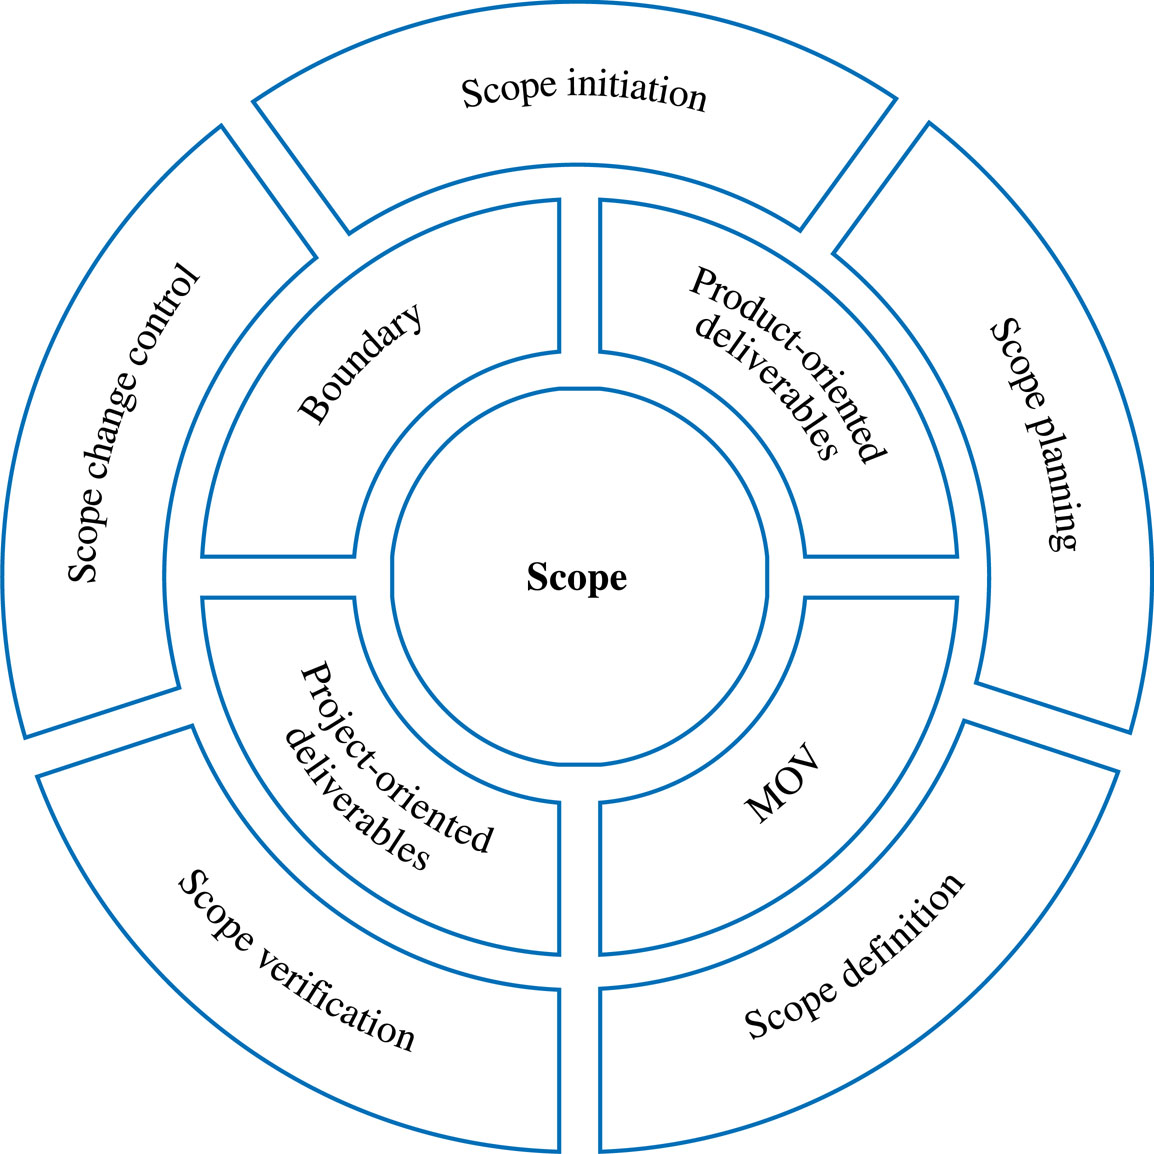 Scope initiation
Scope planning
Scope definition
Scope verification
Scope change control
Boundary
Product-oriented
deliverables
MOV
Project-oriented
deliverables
Scope